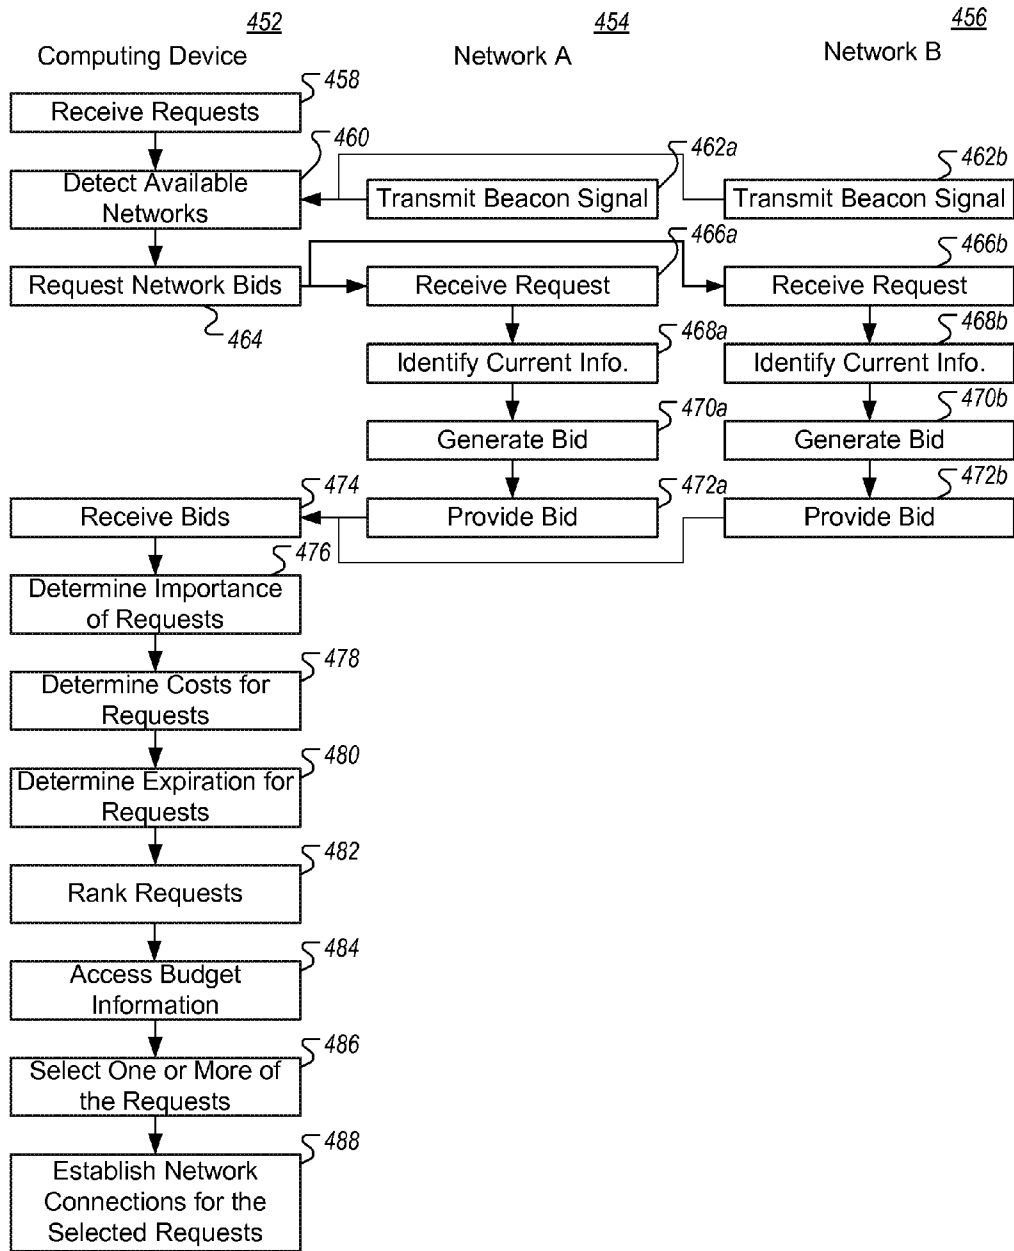 452
454
456
Computing Device
Network A
Network B
458
Receive Requests
460
462a
462b
Detect Available
Networks
Transmit Beacon Signal
Transmit Beacon Signal
466a
466b
Request Network Bids
Receive Request
Receive Request
464
468a
468b
Identify Current Info.
Identify Current Info.
470a
470b
Generate Bid
Generate Bid
474
472a
472b
Receive Bids
Provide Bid
Provide Bid
476
Determine Importance
of Requests
478
Determine Costs for
Requests
480
Determine Expiration for
Requests
482
Rank Requests
484
Access Budget
Information
486
Select One or More of
the Requests
488
Establish Network
Connections for the
Selected Requests